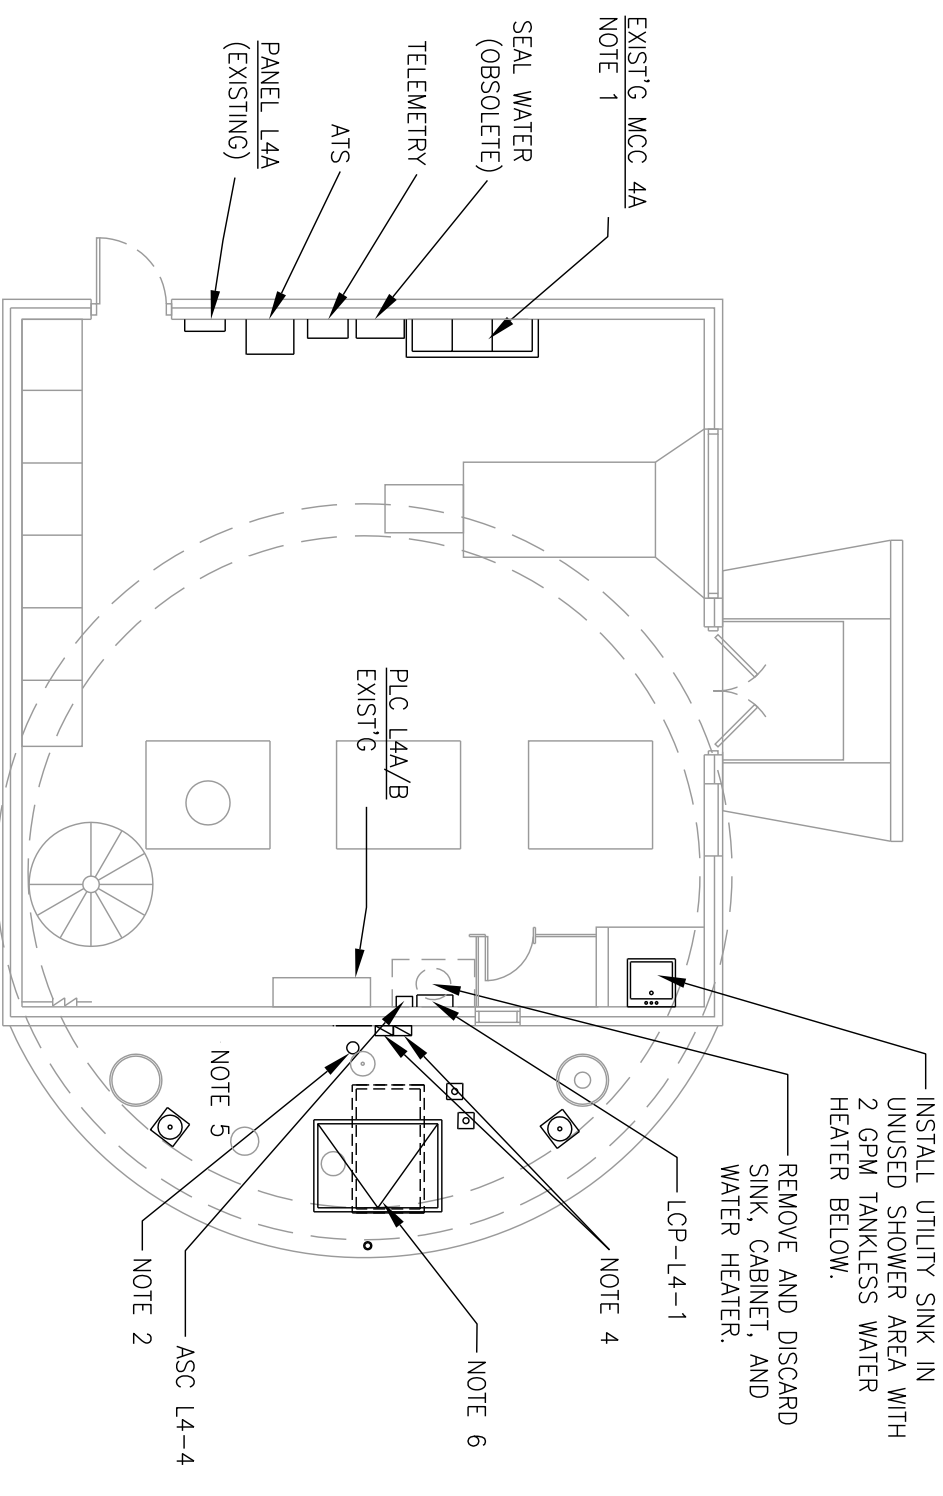 EXIST'G MCC 4A
NOTE 1
SEAL WATER
(OBSOLETE)
TELEMETRY
ATS
PANEL L4A
(EXISTING)
PLC L4A/B
EXIST'G
INSTALL UTILITY SINK IN
UNUSED SHOWER AREA WITH
2 GPM TANKLESS WATER
HEATER BELOW.
REMOVE AND DISCARD
SINK, CABINET, AND
WATER HEATER.
LCP-L4-1
NOTE 4
NOTE 6
NOTE 5
ASC L4-4
NOTE 2